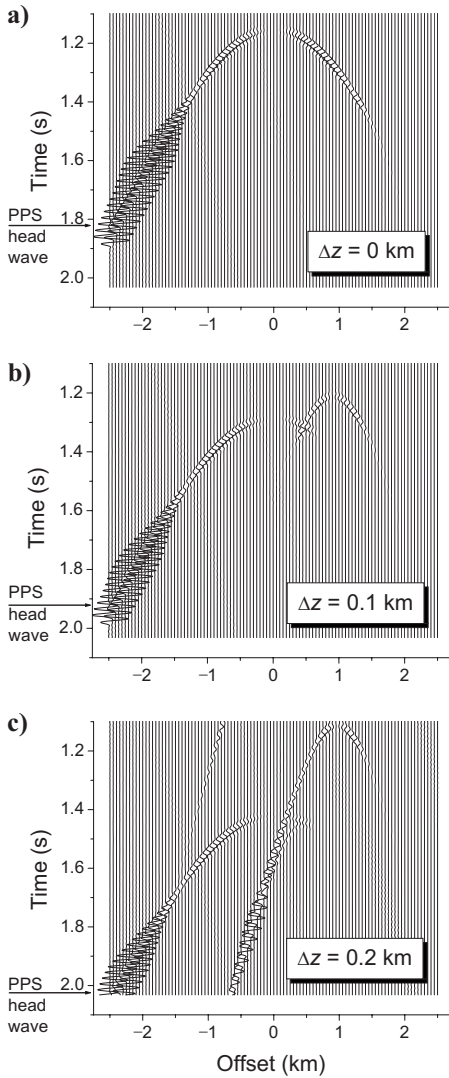 a)
1.2
1.4
1.6
1.8
2.0
Time (s)
PPS
head
wave
Δz = 0 km
−2 −1 0 1 2
b)
1.2
1.4
1.6
1.8
2.0
Time (s)
PPS
head
wave
Δz = 0.1 km
−2 −1 0 1 2
c)
1.2
1.4
1.6
1.8
2.0
Time (s)
PPS
head
wave
Δz = 0.2 km
−2 −1 0 1 2
Offset (km)